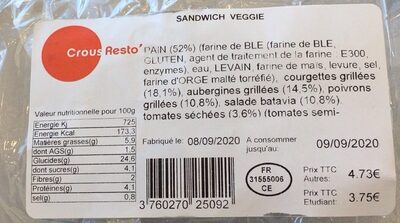 SANDWICH VEGGIE
Crous Resto'
PAIN (52%) (farine de BLE (farine de BLE,
GLUTEN, agent de traitement de la farine : E300,
enzymes), eau, LEVAIN, farine de maïs, levure, sel,
farine d'ORGE malté torréfié), courgettes grillées
(18,1%), aubergines grillées (14,5%), poivrons
grillées (10,8%), salade batavia (10,8%),
tomates séchées (3,6%) (tomates semi-
Valeur nutritionnelle pour 100g
Energie Kj 725
Energie Kcal 173,3
Matières grasses(g) 5,9
dont AGS(g) 1,5
Glucides(g) 24,6
dont sucres(g) 4,1
Fibres(g) 2
Protéines(g) 4,1
sel(g) 0,8
Fabriqué le: 08/09/2020
A consommer
jusqu'au: 09/09/2020
3 760270 25092
FR
31555006
CE
Prix TTC
Autres: 4.73€
Prix TTC
Etudiant: 3.75€